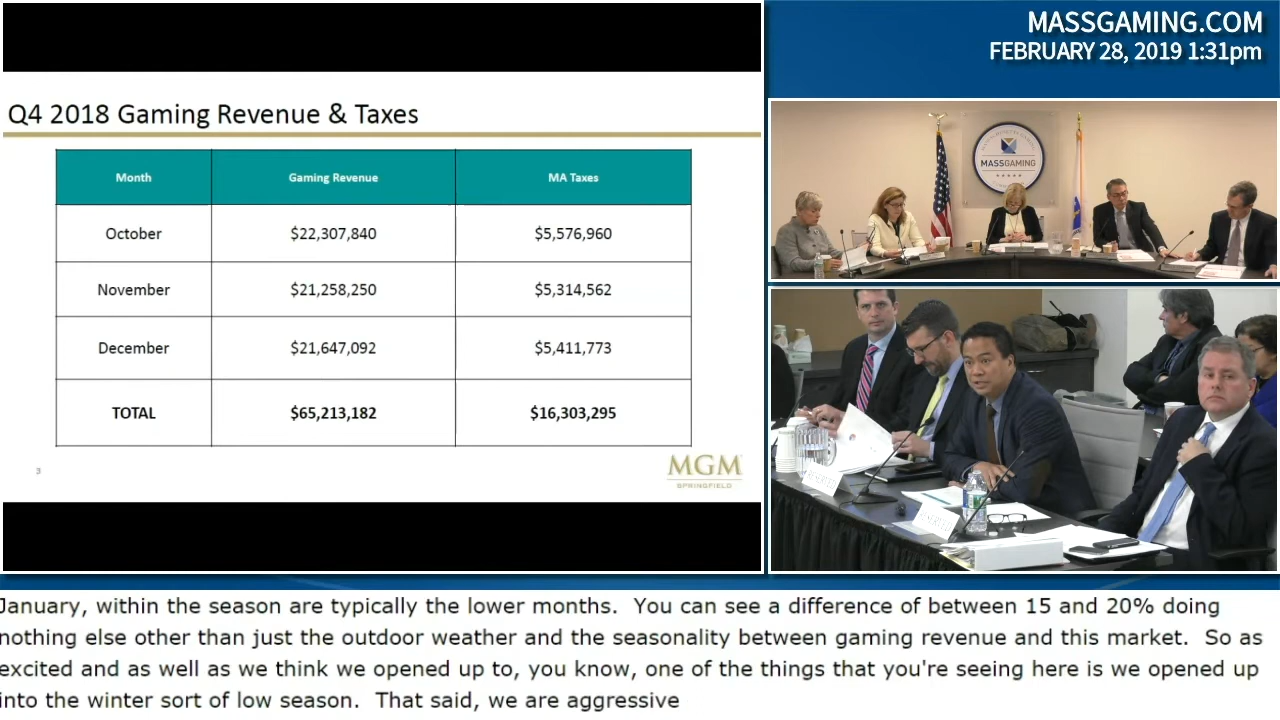 MASSGAMING.COM
FEBRUARY 28, 2019 1:31pm
Q4 2018 Gaming Revenue & Taxes
Month Gaming Revenue MA Taxes
October $22,307,840 $5,576,960
November $21,258,250 $5,314,562
December $21,647,092 $5,411,773
TOTAL $65,213,182 $16,303,295
3
MGM
SPRINGFIELD
MASSGAMING
RESERVED
RESERVED
January, within the season are typically the lower months.  You can see a difference of between 15 and 20% doing
nothing else other than just the outdoor weather and the seasonality between gaming revenue and this market.  So as
excited and as well as we think we opened up to, you know, one of the things that you're seeing here is we opened up
into the winter sort of low season.  That said, we are aggressive